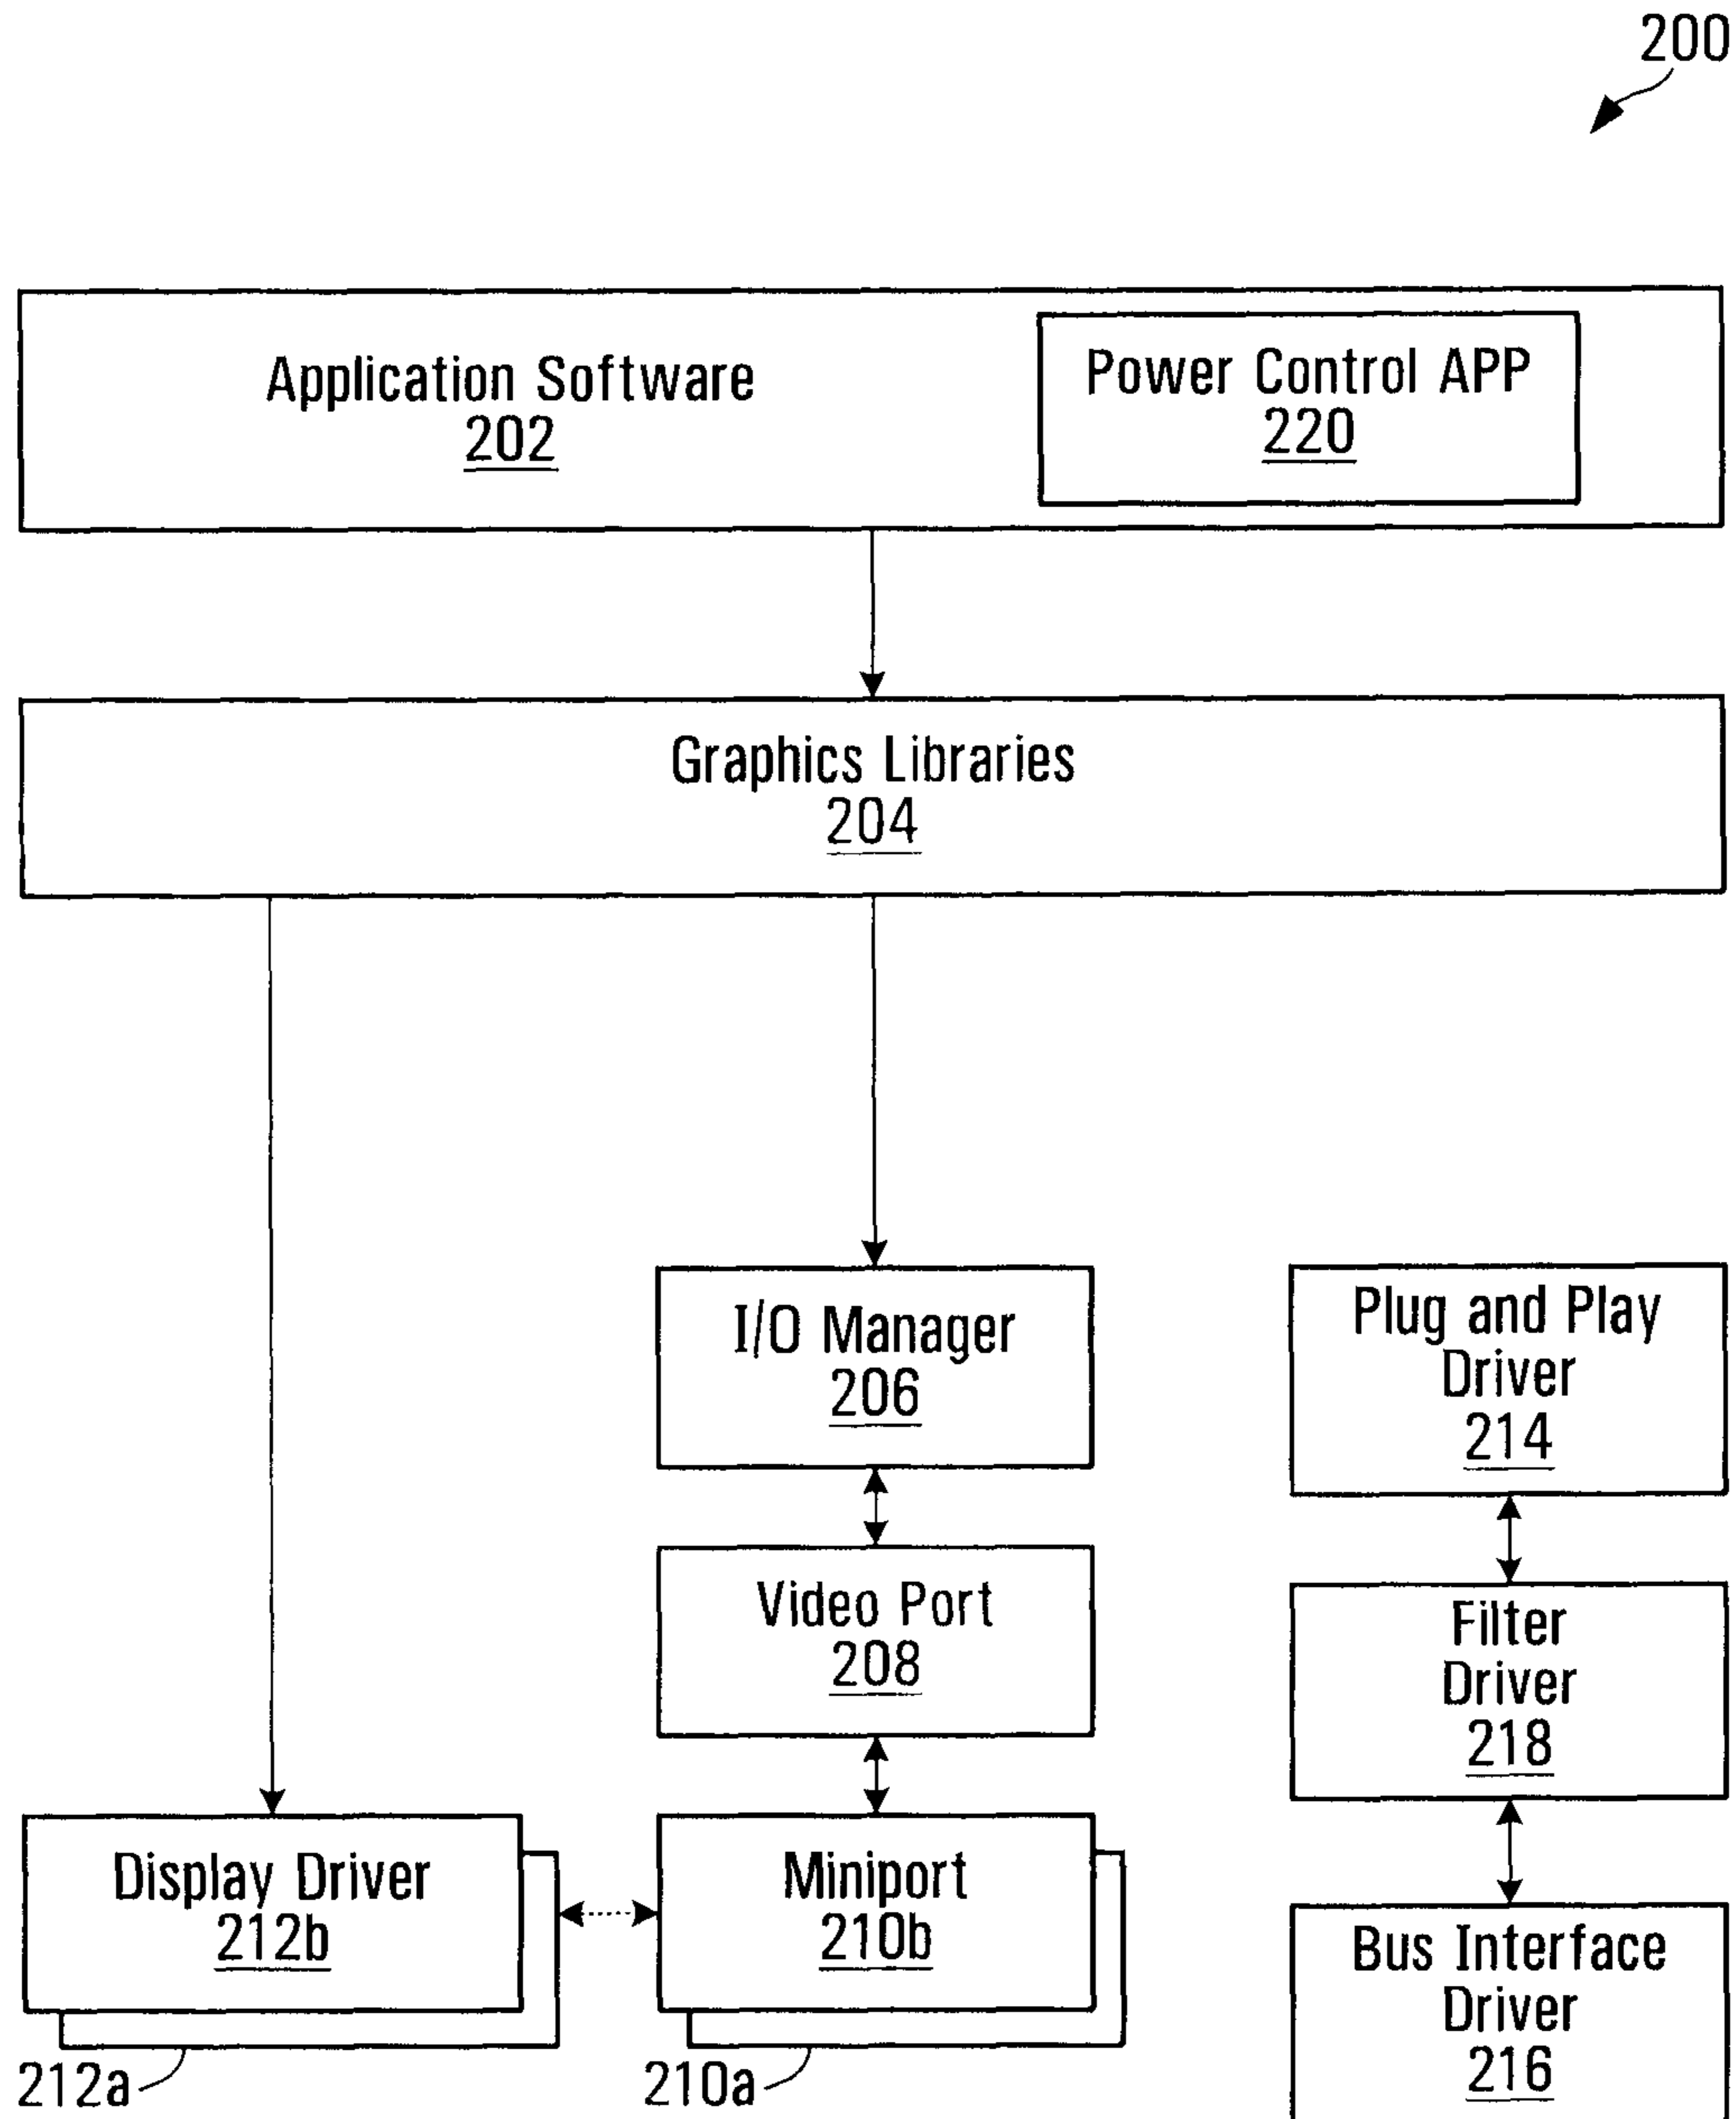 200
Application Software
202
Power Control APP
220
Graphics Libraries
204
I/O Manager
206
Plug and Play
Driver
214
Video Port
208
Filter
Driver
218
Display Driver
212b
Miniport
210b
Bus Interface
Driver
216
212a
210a